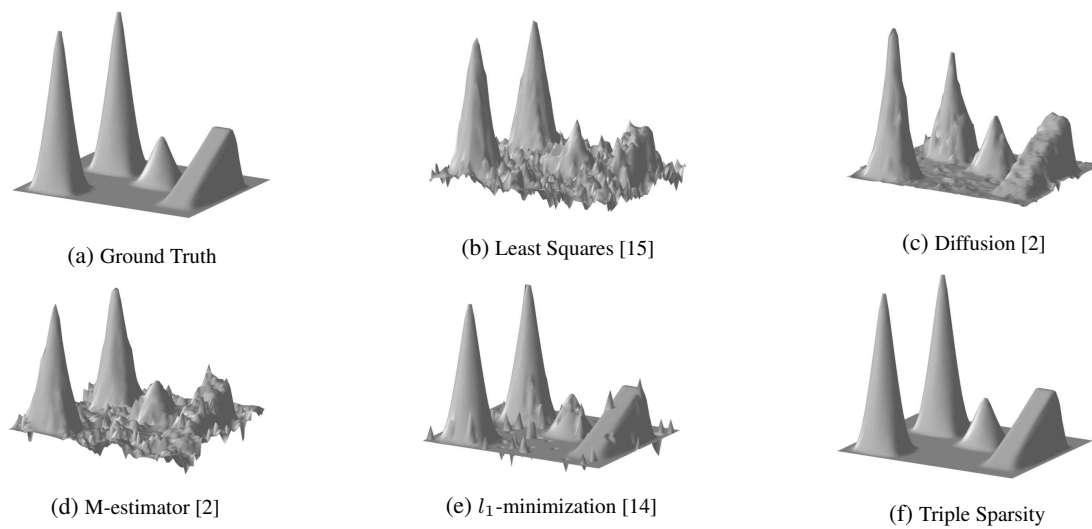 (a) Ground Truth
(b) Least Squares [15]
(c) Diffusion [2]
(d) M-estimator [2]
(e) l1-minimization [14]
(f) Triple Sparsity